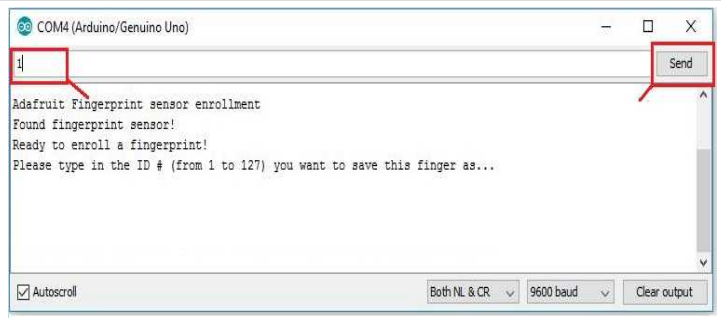 COM4 (Arduino/Genuino Uno)
1
Send
Adafruit Fingerprint sensor enrollment
Found fingerprint sensor!
Ready to enroll a fingerprint!
Please type in the ID # (from 1 to 127) you want to save this finger as...
Autoscroll
Both NL & CR
9600 baud
Clear output